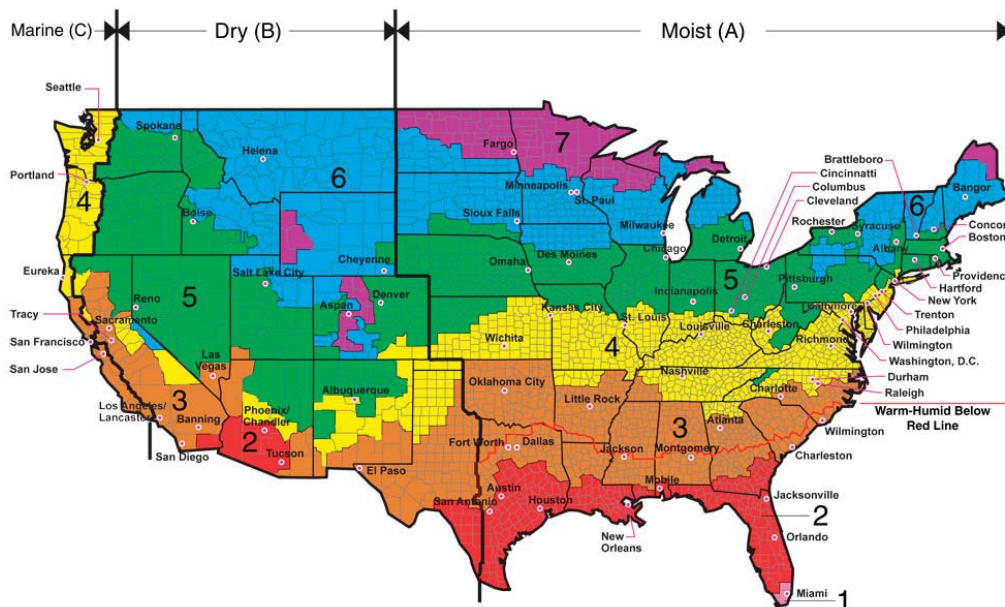 Marine (C)
Dry (B)
Moist (A)
Seattle
Spokane
Helena
Fargo
7
Brattleboro
Cincinnatti
Columbus
Cleveland
Portland
4
6
Minneapolis
St. Paul
6
Bangor
Boise
Sioux Falls
Milwaukee
Rochester
Syracuse
Concor
Albany
Boston
Detroit
Chicago
Eureka
Salt Lake City
Cheyenne
Omaha
Des Moines
5
Pittsburgh
Providenc
Hartford
5
Reno
Aspen
Denver
Indianapolis
New York
Tracy
Sacramento
Kansas City
St. Louis
Baltimore
Trenton
Louisville
Charleston
Philadelphia
San Francisco
Wichita
4
Richmond
Wilmington
San Jose
Las
Vegas
Washington, D.C.
Nashville
Durham
3
Albuquerque
Oklahoma City
Charlotte
Raleigh
Los Angeles/
Lancaster
Banning
Phoenix/
Chandler
2
Little Rock
3
Atlanta
Warm-Humid Below
Red Line
Wilmington
San Diego
Tucson
Fort Worth
Dallas
Jackson
Montgomery
Charleston
El Paso
Mobile
Austin
San Antonio
Houston
Jacksonville
2
New
Orleans
Orlando
Miami
1